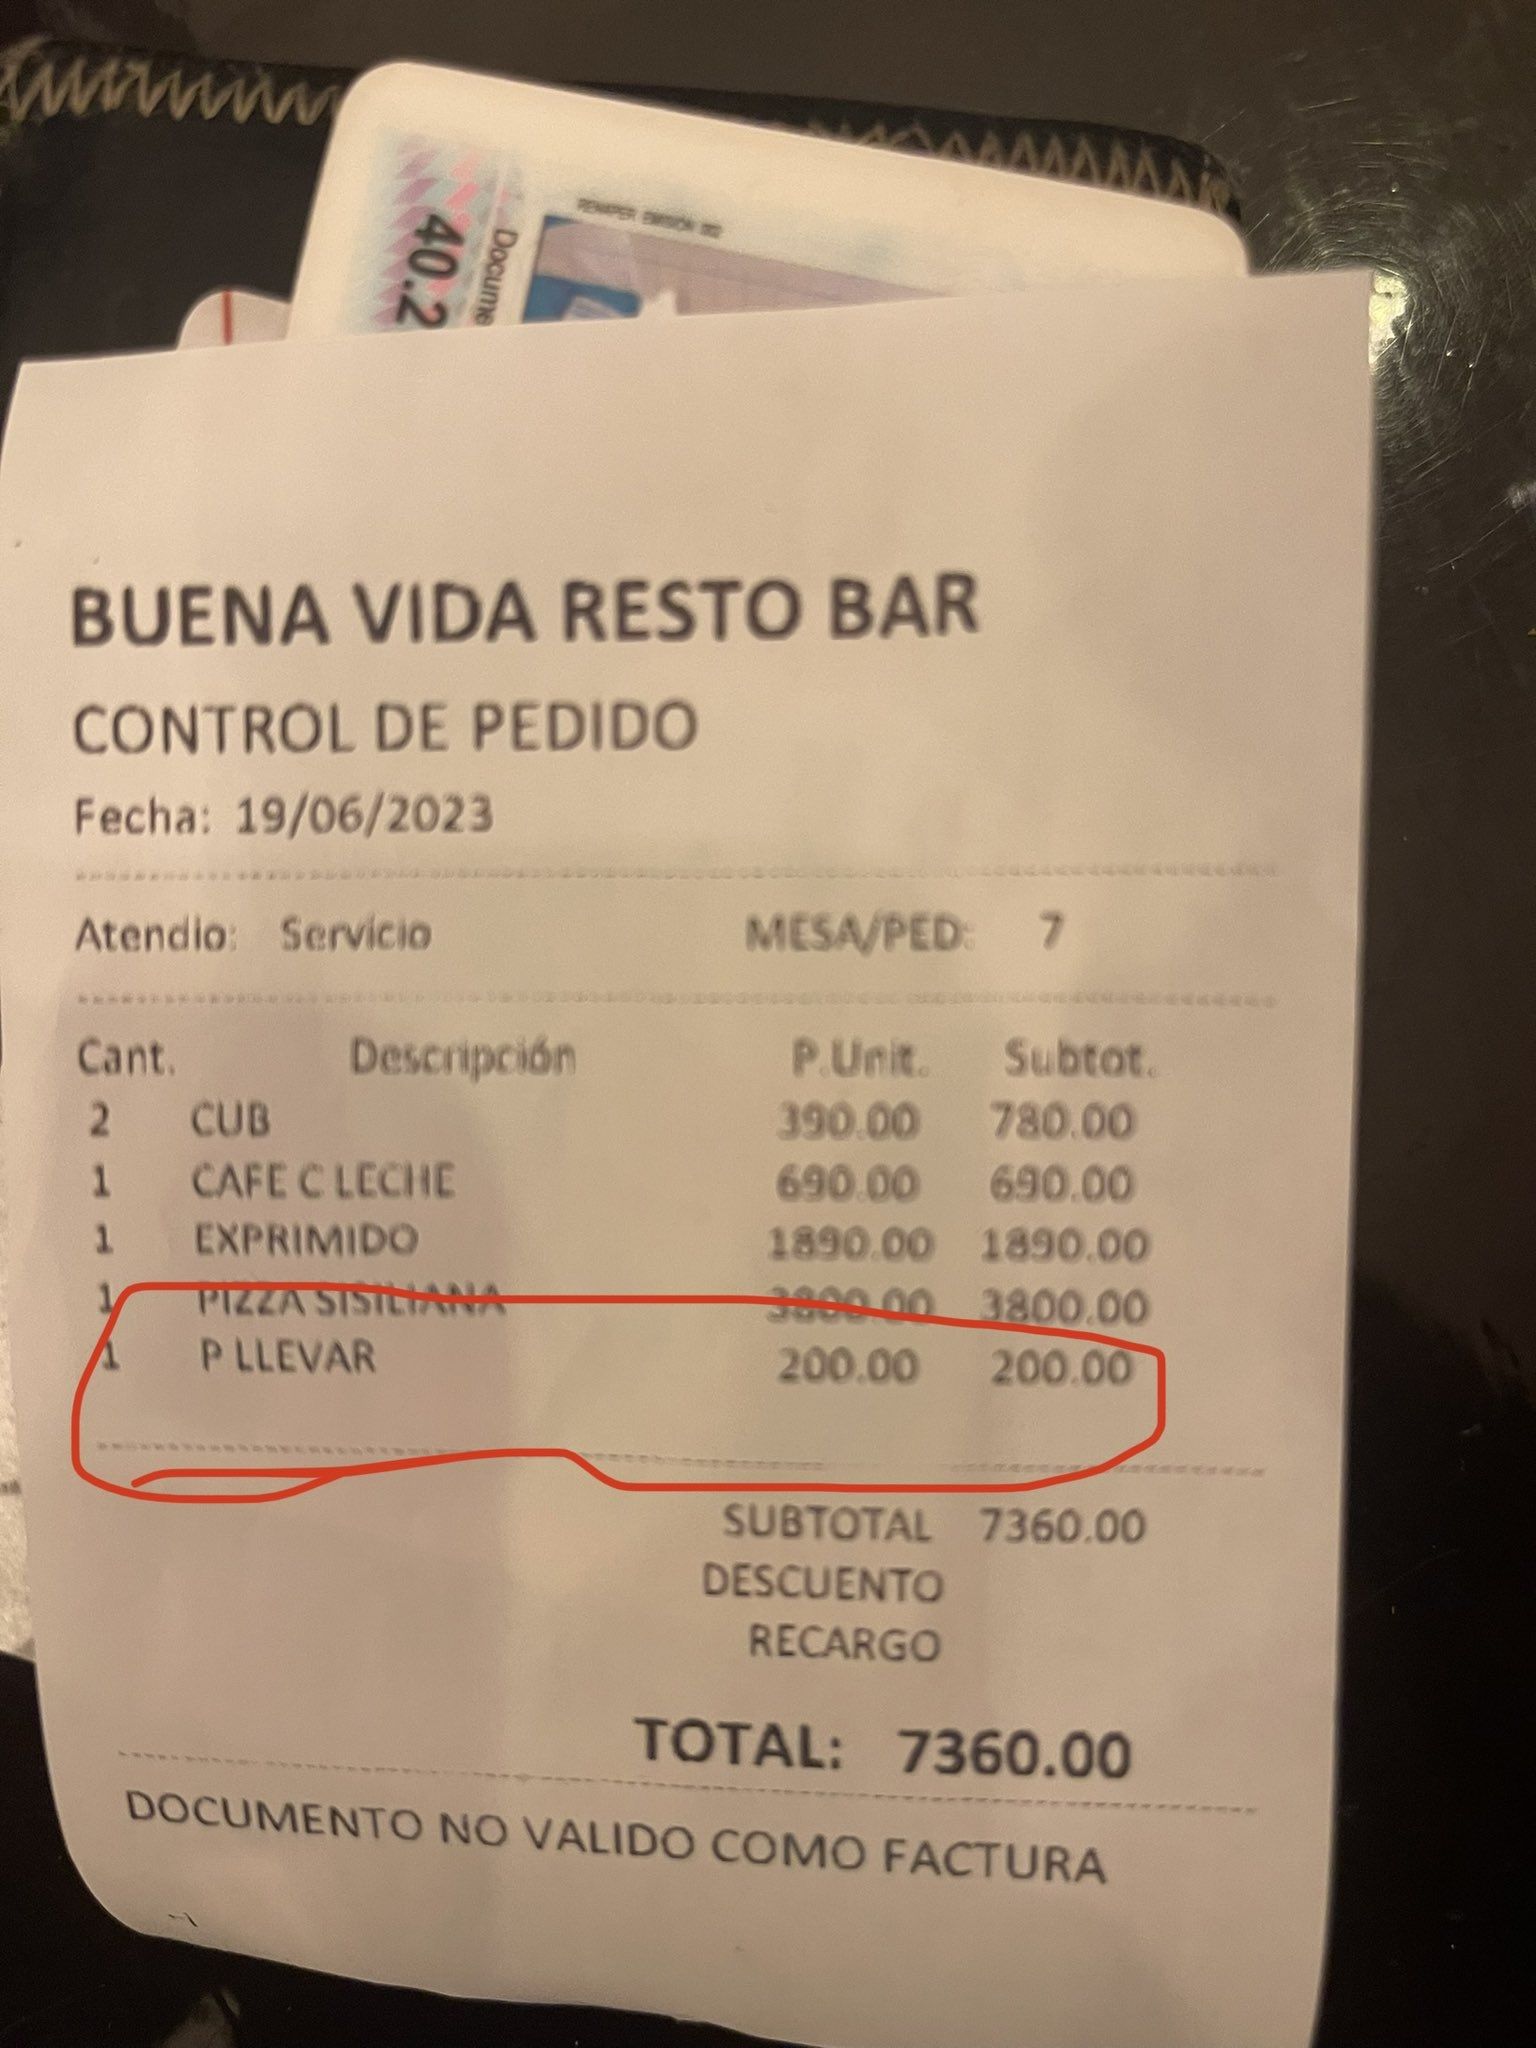 40.2
Docume
BUENA VIDA RESTO BAR
CONTROL DE PEDIDO
Fecha: 19/06/2023
Atendio: Servicio MESA/PED: 7
Cant. Descripción P.Unit. Subtot.
2 CUB 390.00 780.00
1 CAFE C LECHE 690.00 690.00
1 EXPRIMIDO 1890.00 1890.00
1 PIZZA SISILIANA 3800.00 3800.00
1 P LLEVAR 200.00 200.00
SUBTOTAL 7360.00
DESCUENTO
RECARGO
TOTAL: 7360.00
DOCUMENTO NO VALIDO COMO FACTURA